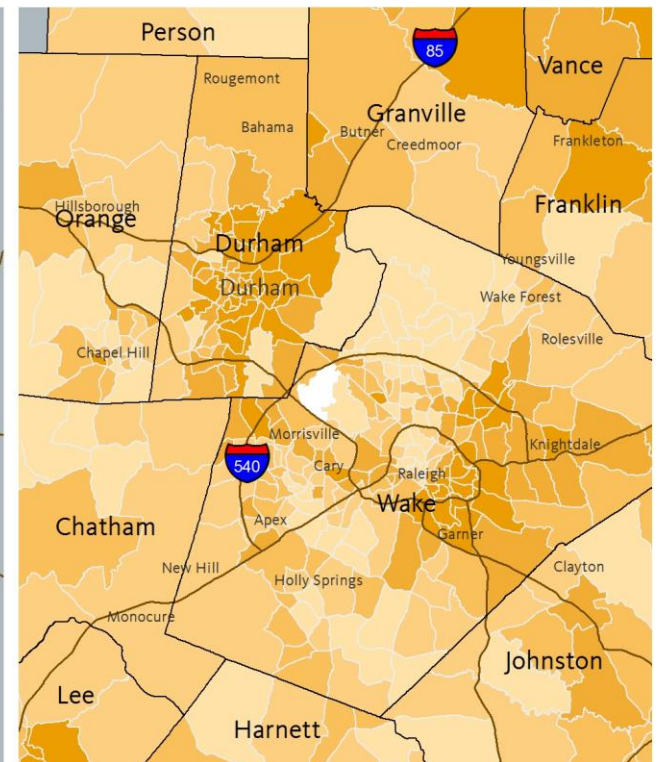 Person
85
Vance
Rougemont
Granville
Bahama
Butner
Creedmoor
Frankleton
Hillsborough
Orange
Franklin
Durham
Youngsville
Durham
Wake Forest
Rolesville
Chapel Hill
Morrisville
Knightdale
540
Cary
Raleigh
Wake
Apex
Chatham
Garner
New Hill
Clayton
Holly Springs
Monocure
Johnston
Lee
Harnett